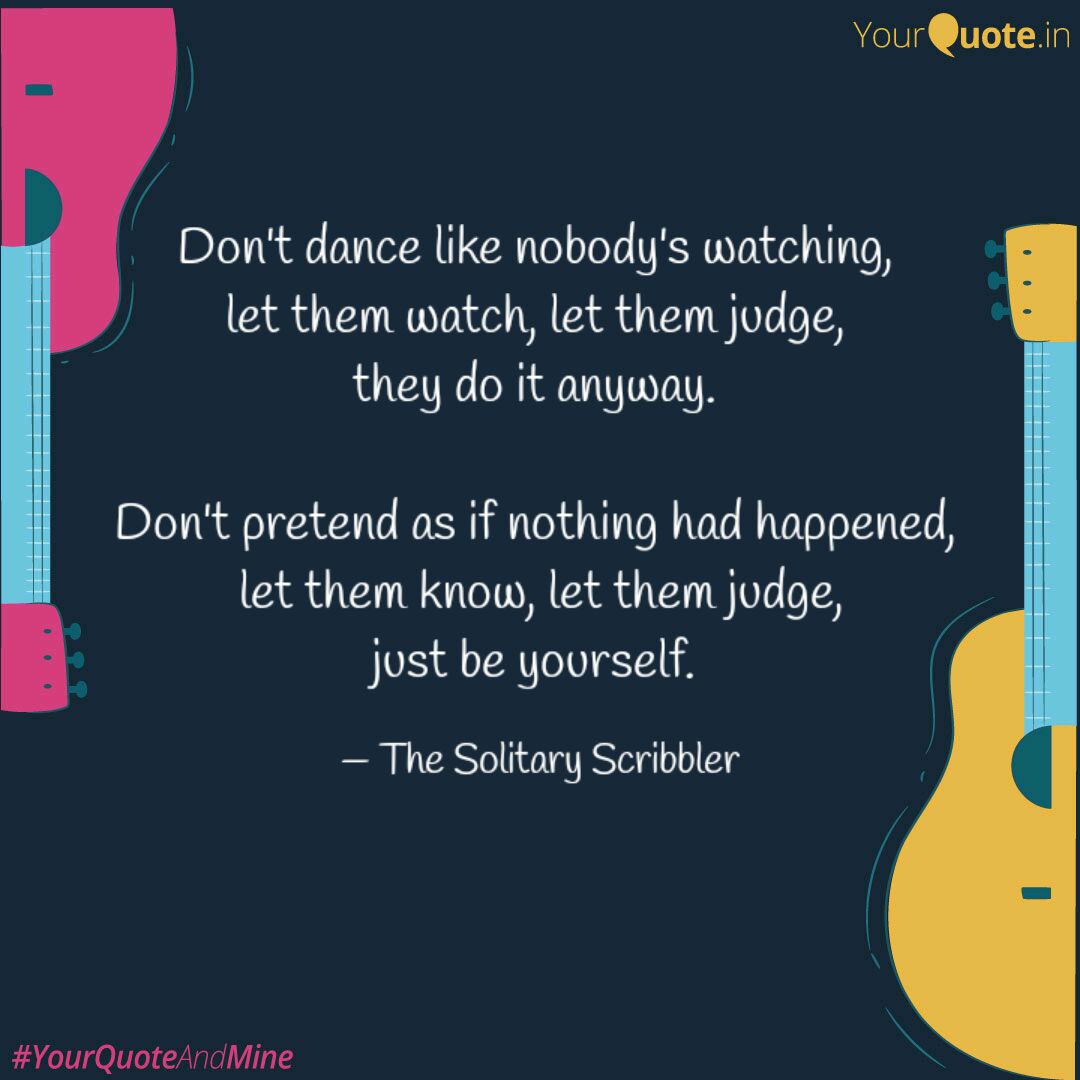 YourQuote.in
Don't dance like nobody's watching,
let them watch, let them judge,
they do it anyway.
Don't pretend as if nothing had happened,
let them know, let them judge,
just be yourself.
— The Solitary Scribbler
#YourQuoteAndMine